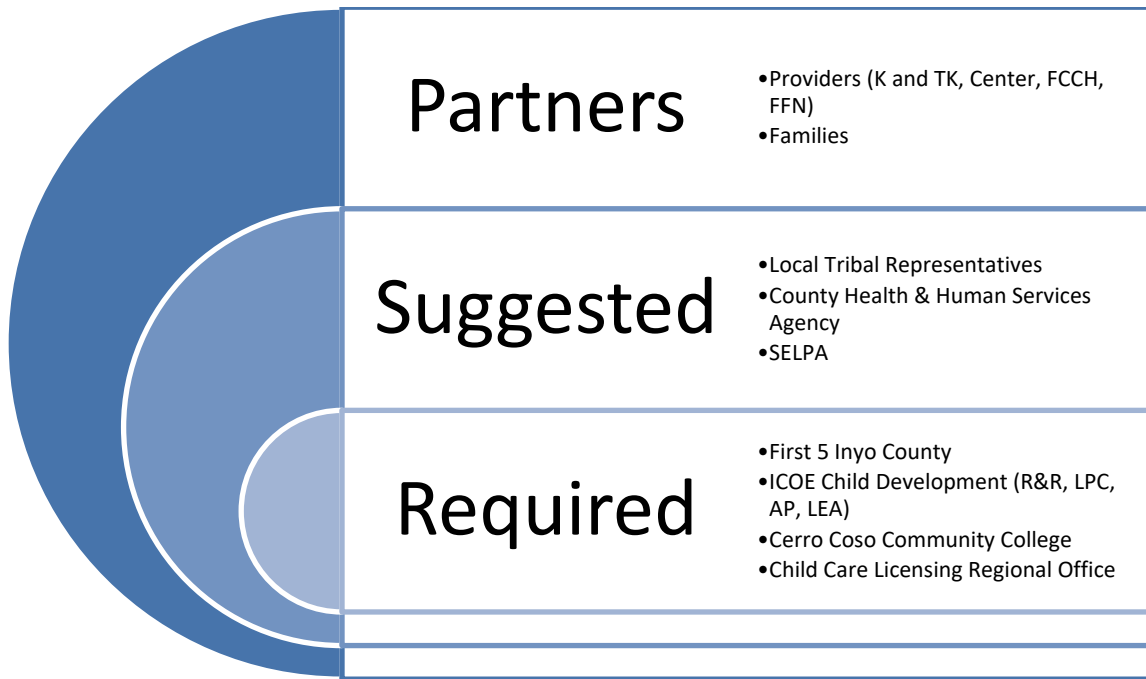 Partners
•Providers (K and TK, Center, FCCH,
FFN)
•Families
Suggested
•Local Tribal Representatives
•County Health & Human Services
Agency
•SELPA
Required
•First 5 Inyo County
•ICOE Child Development (R&R, LPC,
AP, LEA)
•Cerro Coso Community College
•Child Care Licensing Regional Office